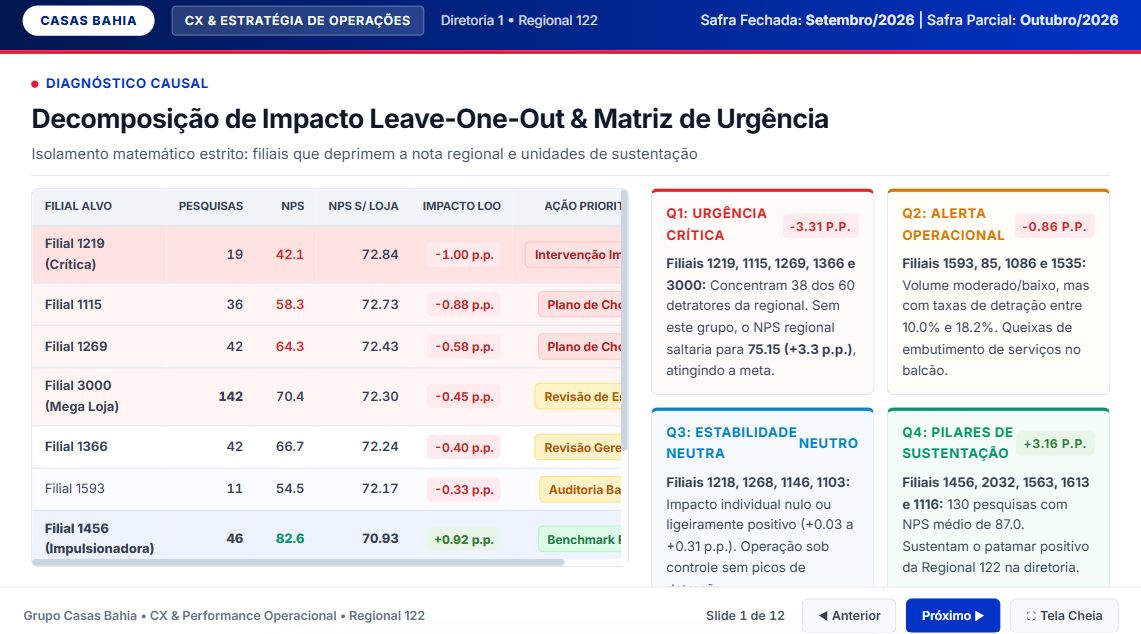 CASAS BAHIA
CX & ESTRATÉGIA DE OPERAÇÕES
Diretoria 1 • Regional 122
Safra Fechada: Setembro/2026 | Safra Parcial: Outubro/2026
DIAGNÓSTICO CAUSAL
Decomposição de Impacto Leave-One-Out & Matriz de Urgência
Isolamento matemático estrito: filiais que deprimem a nota regional e unidades de sustentação
FILIAL ALVO PESQUISAS NPS NPS S/ LOJA IMPACTO LOO AÇÃO PRIORIT
Filial 1219
(Crítica)
19 42.1 72.84 -1.00 p.p. Intervenção Im
Filial 1115 36 58.3 72.73 -0.88 p.p. Plano de Cho
Filial 1269 42 64.3 72.43 -0.58 p.p. Plano de Cho
Filial 3000
(Mega Loja)
142 70.4 72.30 -0.45 p.p. Revisão de Es
Filial 1366 42 66.7 72.24 -0.40 p.p. Revisão Gere
Filial 1593 11 54.5 72.17 -0.33 p.p. Auditoria Ba
Filial 1456
(Impulsionadora)
46 82.6 70.93 +0.92 p.p. Benchmark
Q1: URGÊNCIA
CRÍTICA
-3.31 P.P.
Filiais 1219, 1115, 1269, 1366 e
3000: Concentram 38 dos 60
detratores da regional. Sem
este grupo, o NPS regional
saltaria para 75.15 (+3.3 p.p.),
atingindo a meta.
Q2: ALERTA
OPERACIONAL
-0.86 P.P.
Filiais 1593, 85, 1086 e 1535:
Volume moderado/baixo, mas
com taxas de detração entre
10.0% e 18.2%. Queixas de
embutimento de serviços no
balcão.
Q3: ESTABILIDADE
NEUTRA
NEUTRO
Filiais 1218, 1268, 1146, 1103:
Impacto individual nulo ou
ligeiramente positivo (+0.03 a
+0.31 p.p.). Operação sob
controle sem picos de
Q4: PILARES DE
SUSTENTAÇÃO
+3.16 P.P.
Filiais 1456, 2032, 1563, 1613
e 1116: 130 pesquisas com
NPS médio de 87.0.
Sustentam o patamar positivo
da Regional 122 na diretoria.
Grupo Casas Bahia • CX & Performance Operacional • Regional 122
Slide 1 de 12
◀ Anterior
Próximo ▶
⛶ Tela Cheia